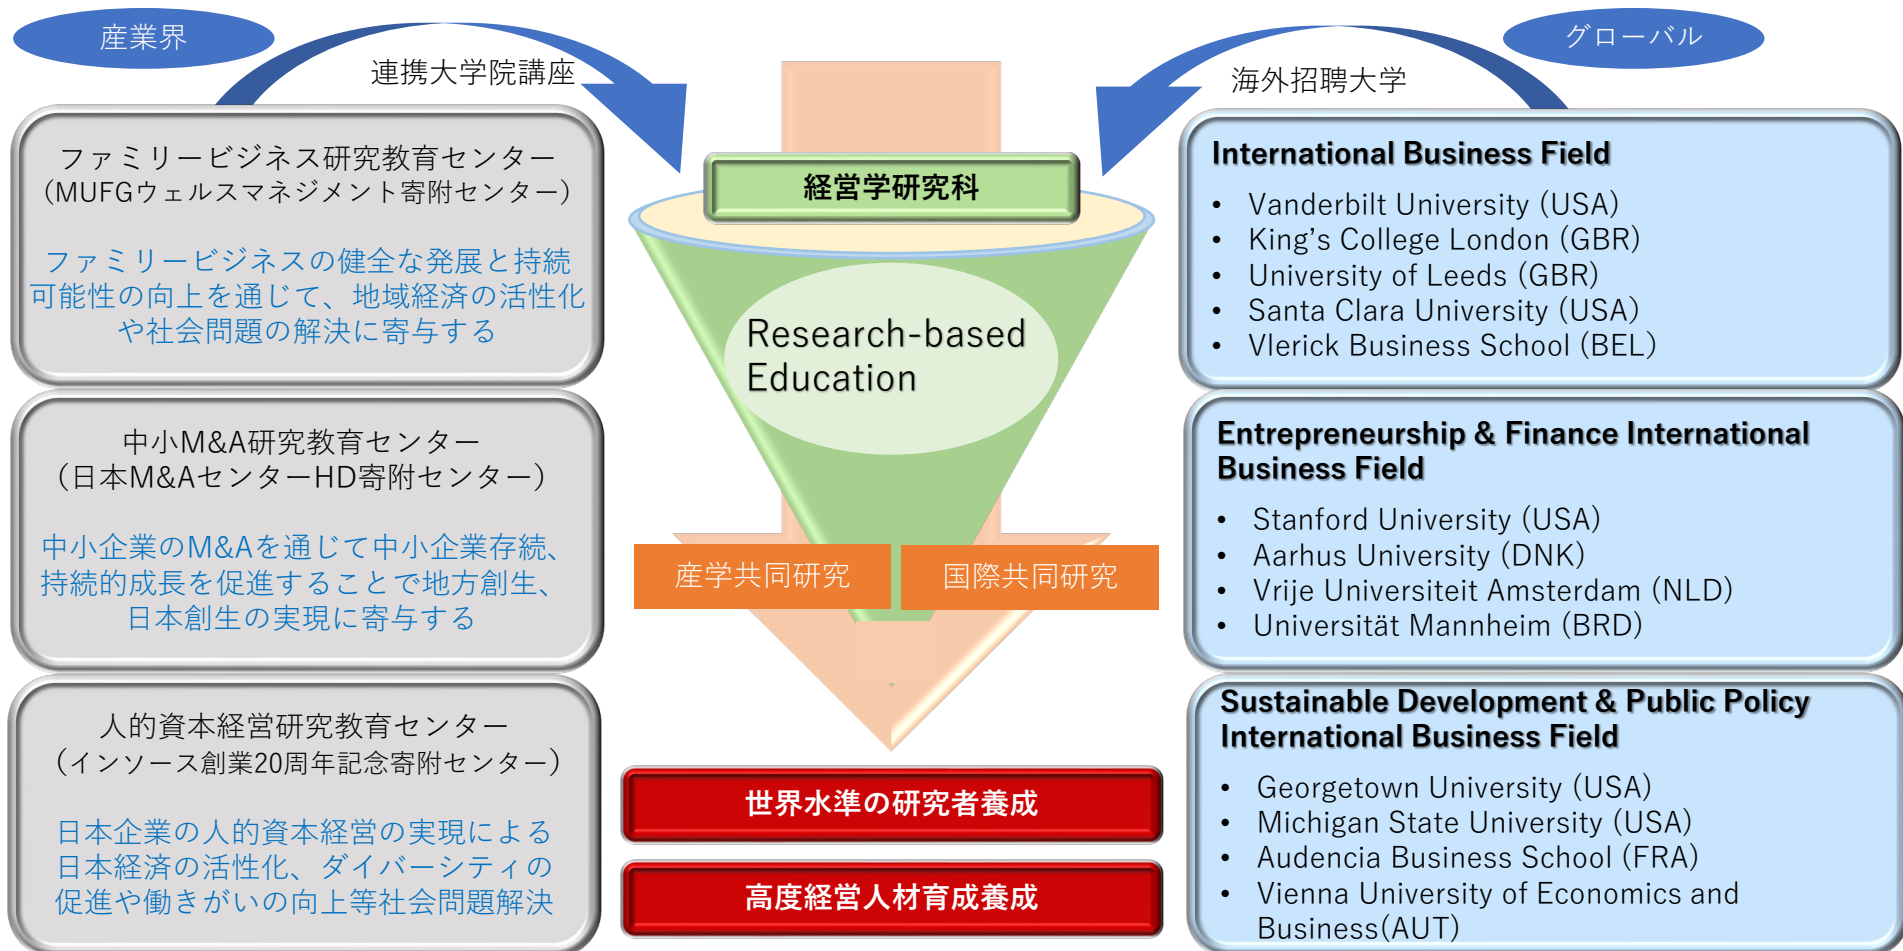 産業界
連携大学院講座
ファミリービジネス研究教育センター
（MUFGウェルスマネジメント寄附センター）
ファミリービジネスの健全な発展と持続
可能性の向上を通じて、地域経済の活性化
や社会問題の解決に寄与する
中小M&A研究教育センター
（日本M&AセンターHD寄附センター）
中小企業のM&Aを通じて中小企業存続、
持続的成長を促進することで地方創生、
日本創生の実現に寄与する
人的資本経営研究教育センター
（インソース創業20周年記念寄附センター）
日本企業の人的資本経営の実現による
日本経済の活性化、ダイバーシティの
促進や働きがいの向上等社会問題解決
経営学研究科
Research-based
Education
産学共同研究
国際共同研究
世界水準の研究者養成
高度経営人材育成養成
グローバル
海外招聘大学
International Business Field
• Vanderbilt University (USA)
• King’s College London (GBR)
• University of Leeds (GBR)
• Santa Clara University (USA)
• Vlerick Business School (BEL)
Entrepreneurship & Finance International
Business Field
• Stanford University (USA)
• Aarhus University (DNK)
• Vrije Universiteit Amsterdam (NLD)
• Universität Mannheim (BRD)
Sustainable Development & Public Policy
International Business Field
• Georgetown University (USA)
• Michigan State University (USA)
• Audencia Business School (FRA)
• Vienna University of Economics and
Business(AUT)